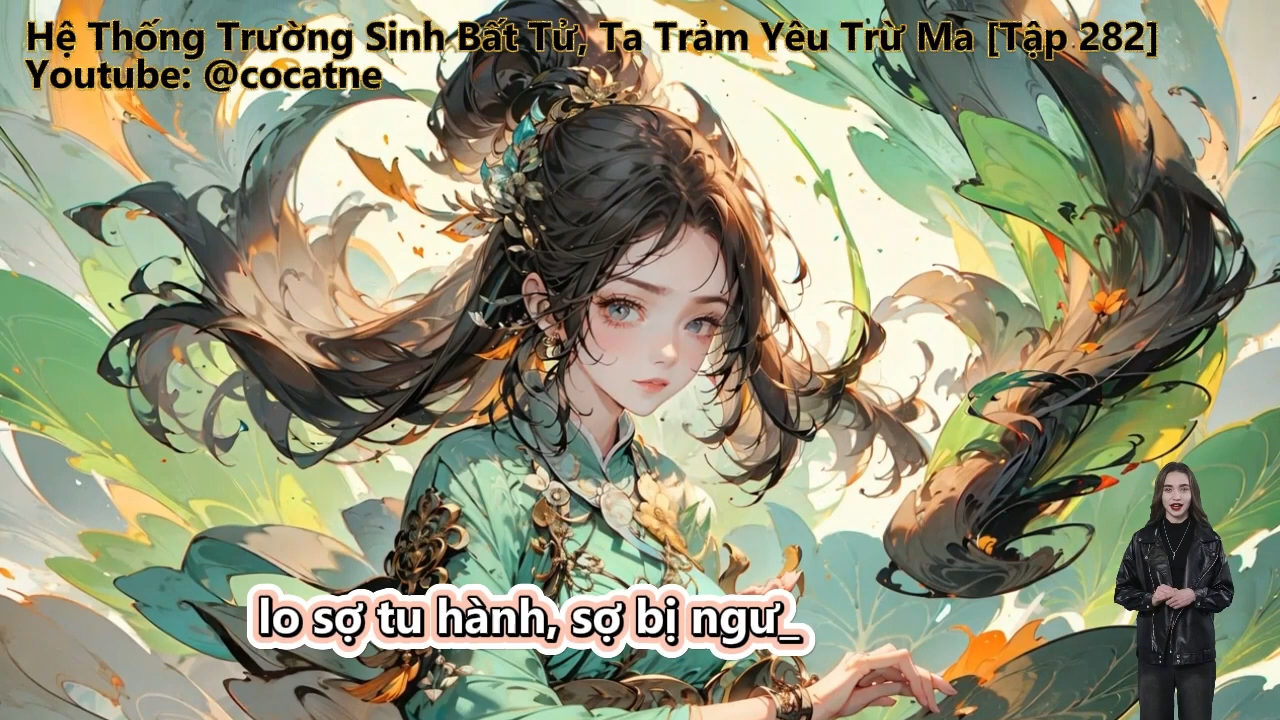 Hệ Thống Trường Sinh Bất Tử, Ta Trảm Yêu Trừ Ma [Tập 282]
Youtube: @cocatne
lo sợ tu hành, sợ bị ngư_